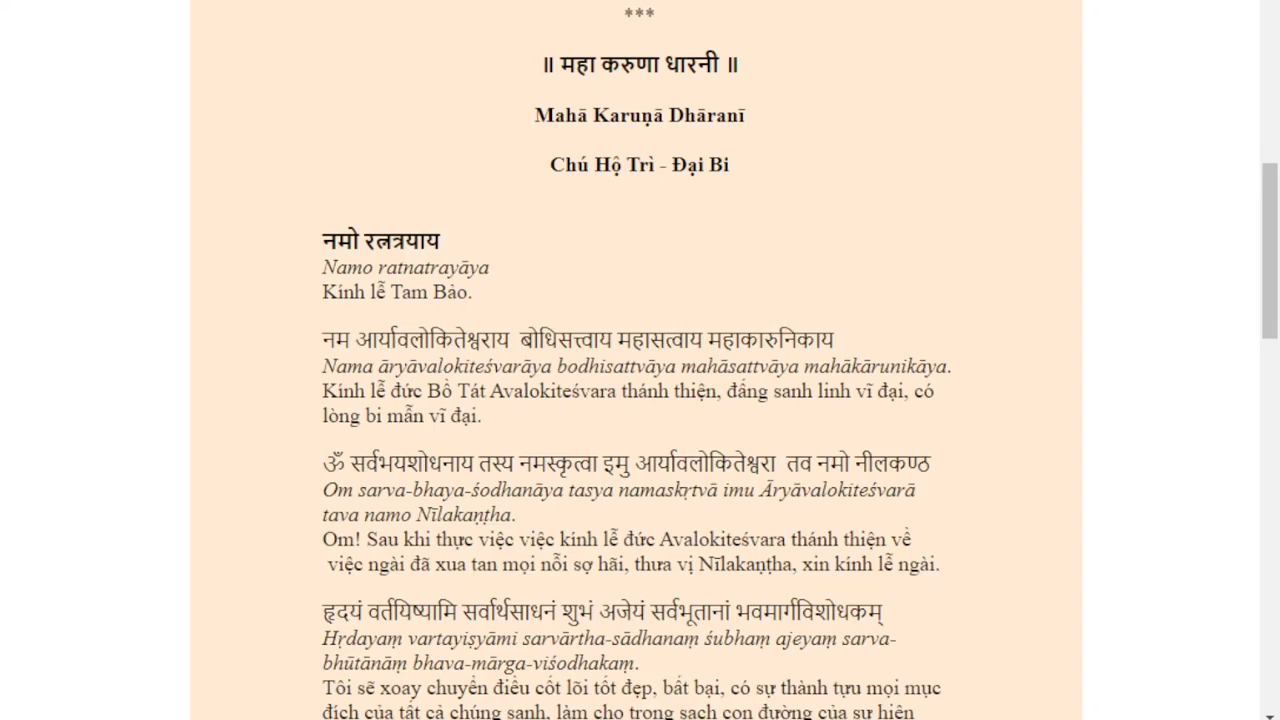 ***
॥ महा करुणा धारनी ॥
Mahā Karuṇā Dhāranī
Chú Hộ Trì - Đại Bi
नमो रत्नत्रयाय
Namo ratnatrayāya
Kính lễ Tam Bảo.
नम आर्यावलोकितेश्वराय बोधिसत्त्वाय महासत्वाय महाकारुनिकाय
Nama āryāvalokiteśvarāya bodhisattvāya mahāsattvāya mahākārunikāya.
Kính lễ đức Bồ Tát Avalokiteśvara thánh thiện, đấng sanh linh vĩ đại, có
lòng bi mẫn vĩ đại.
ॐ सर्वभयशोधनाय तस्य नमस्कृत्वा इमु आर्यावलोकितेश्वरा तव नमो नीलकण्ठ
Om sarva-bhaya-śodhanāya tasya namaskṛtvā imu Āryāvalokiteśvarā
tava namo Nīlakaṇṭha.
Om! Sau khi thực việc việc kính lễ đức Avalokiteśvara thánh thiện về
việc ngài đã xua tan mọi nỗi sợ hãi, thưa vị Nīlakaṇṭha, xin kính lễ ngài.
हृदयं वर्तयिष्यामि सर्वार्थसाधनं शुभं अजेयं सर्वभूतानां भवमार्गविशोधकम्
Hṛdayaṃ vartayiṣyāmi sarvārtha-sādhanaṃ śubhaṃ ajeyaṃ sarva-
bhūtānāṃ bhava-mārga-viśodhakaṃ.
Tôi sẽ xoay chuyển điều cốt lõi tốt đẹp, bất bại, có sự thành tựu mọi mục
đích của tất cả chúng sanh, làm cho trong sạch con đường của sự hiện